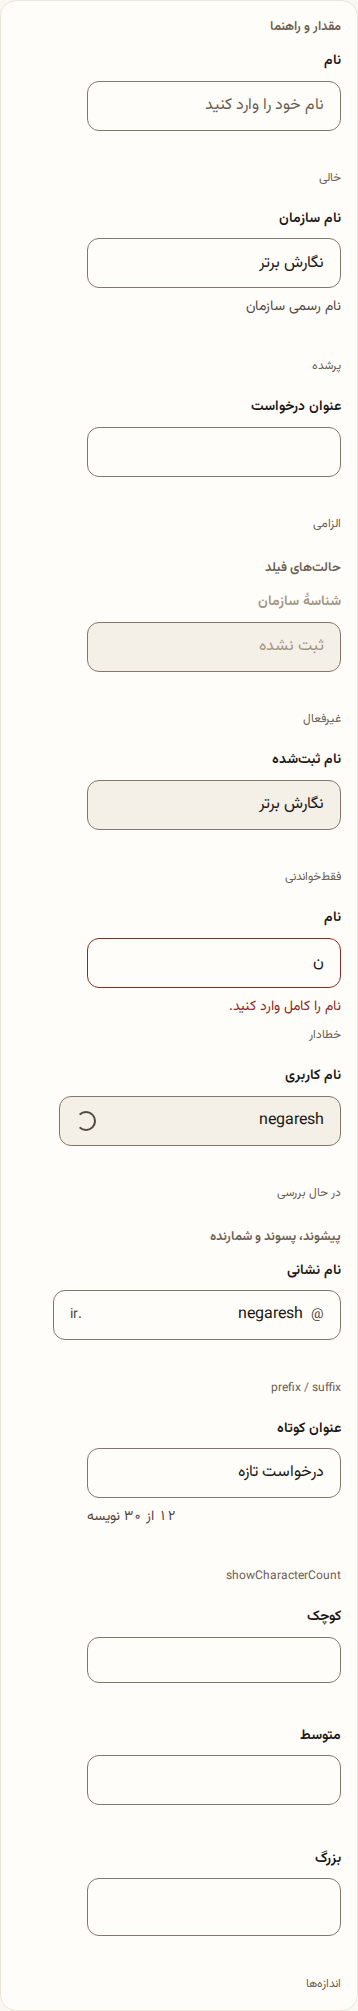 مقدار و راهنما
نام
نام خود را وارد کنید
خالی
نام سازمان
نگارش برتر
نام رسمی سازمان
پرشده
عنوان درخواست
الزامی
حالت‌های فیلد
شناسهٔ سازمان
ثبت نشده
غیرفعال
نام ثبت‌شده
نگارش برتر
فقط‌خواندنی
نام
ن
نام را کامل وارد کنید.
خطادار
نام کاربری
negaresh
در حال بررسی
پیشوند، پسوند و شمارنده
نام نشانی
@ negaresh .ir
prefix / suffix
عنوان کوتاه
درخواست تازه
۱۲ از ۳۰ نویسه
showCharacterCount
کوچک
متوسط
بزرگ
اندازه‌ها